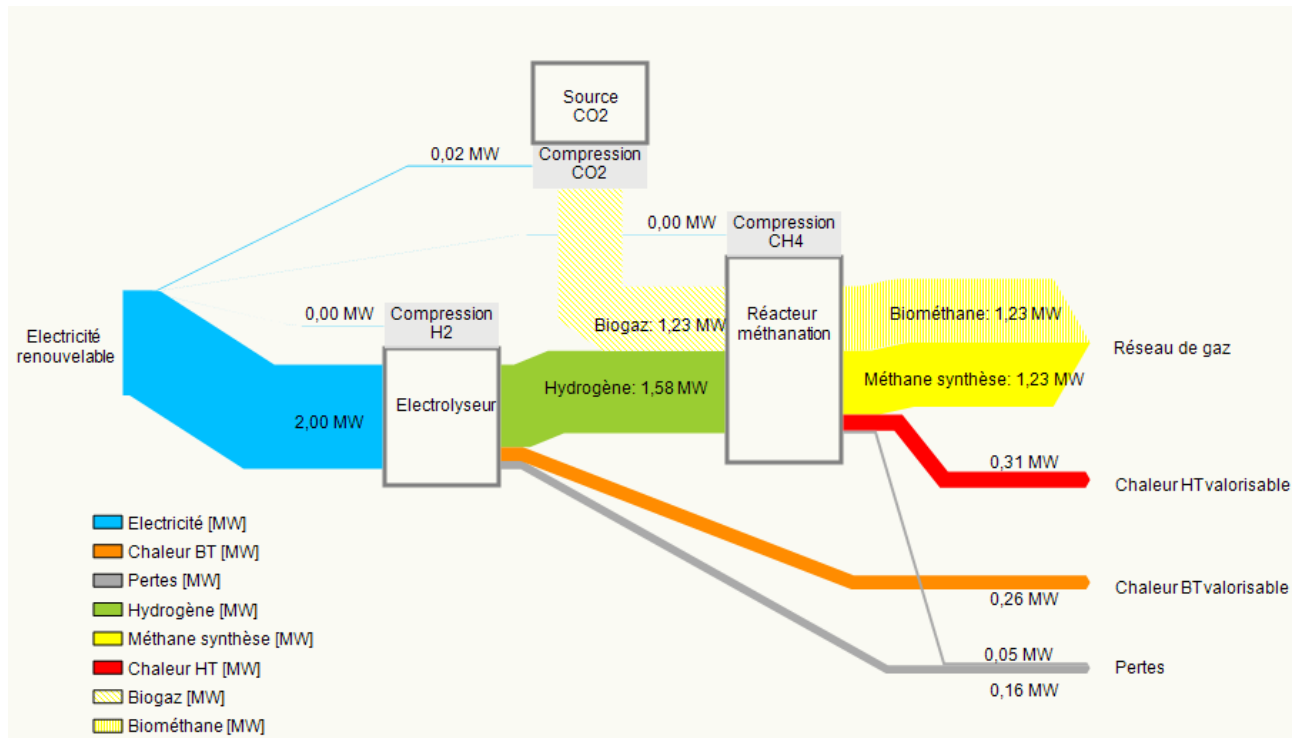 Source
CO2
0,02 MW
Compression
CO2
0,00 MW
Compression
CH4
0,00 MW
Compression
H2
Electricité
renouvelable
Biogaz: 1,23 MW
Réacteur
méthanation
Biométhane: 1,23 MW
Réseau de gaz
Hydrogène: 1,58 MW
Méthane synthèse: 1,23 MW
Electrolyseur
2,00 MW
0,31 MW
Chaleur HT valorisable
0,26 MW
Chaleur BT valorisable
0,05 MW
Pertes
0,16 MW
Electricité [MW]
Chaleur BT [MW]
Pertes [MW]
Hydrogène [MW]
Méthane synthèse [MW]
Chaleur HT [MW]
Biogaz [MW]
Biométhane [MW]